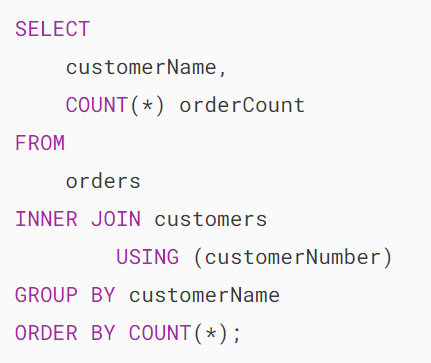 SELECT
    customerName,
    COUNT(*) orderCount
FROM
    orders
INNER JOIN customers
        USING (customerNumber)
GROUP BY customerName
ORDER BY COUNT(*);